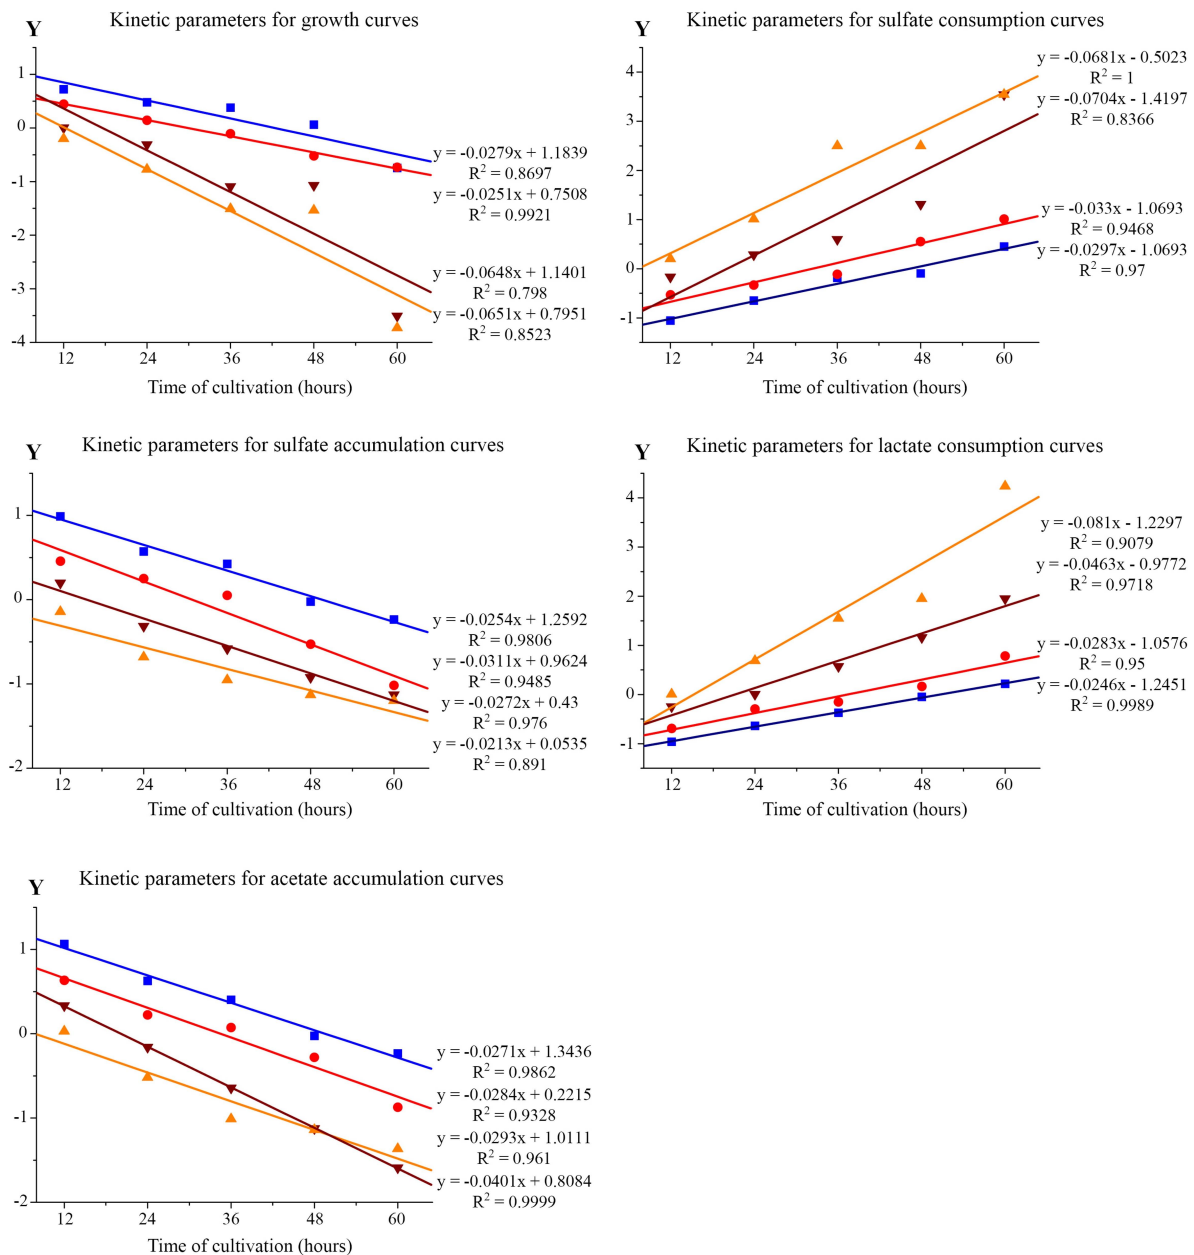 Kinetic parameters for growth curves
Y
1
0
-1
-2
-3
-4
12 24 36 48 60
Time of cultivation (hours)
y = -0.0279x + 1.1839
R² = 0.8697
y = -0.0251x + 0.7508
R² = 0.9921
y = -0.0648x + 1.1401
R² = 0.798
y = -0.0651x + 0.7951
R² = 0.8523
Kinetic parameters for sulfate consumption curves
Y
4
3
2
1
0
-1
12 24 36 48 60
Time of cultivation (hours)
y = -0.0681x - 0.5023
R² = 1
y = -0.0704x - 1.4197
R² = 0.8366
y = -0.033x - 1.0693
R² = 0.9468
y = -0.0297x - 1.0693
R² = 0.97
Kinetic parameters for sulfate accumulation curves
Y
1
0
-1
-2
12 24 36 48 60
Time of cultivation (hours)
y = -0.0254x + 1.2592
R² = 0.9806
y = -0.0311x + 0.9624
R² = 0.9485
y = -0.0272x + 0.43
R² = 0.976
y = -0.0213x + 0.0535
R² = 0.891
Kinetic parameters for lactate consumption curves
Y
4
3
2
1
0
-1
12 24 36 48 60
Time of cultivation (hours)
y = -0.081x - 1.2297
R² = 0.9079
y = -0.0463x - 0.9772
R² = 0.9718
y = -0.0283x - 1.0576
R² = 0.95
y = -0.0246x - 1.2451
R² = 0.9989
Kinetic parameters for acetate accumulation curves
Y
1
0
-1
-2
12 24 36 48 60
Time of cultivation (hours)
y = -0.0271x + 1.3436
R² = 0.9862
y = -0.0284x + 0.2215
R² = 0.9328
y = -0.0293x + 1.0111
R² = 0.961
y = -0.0401x + 0.8084
R² = 0.9999